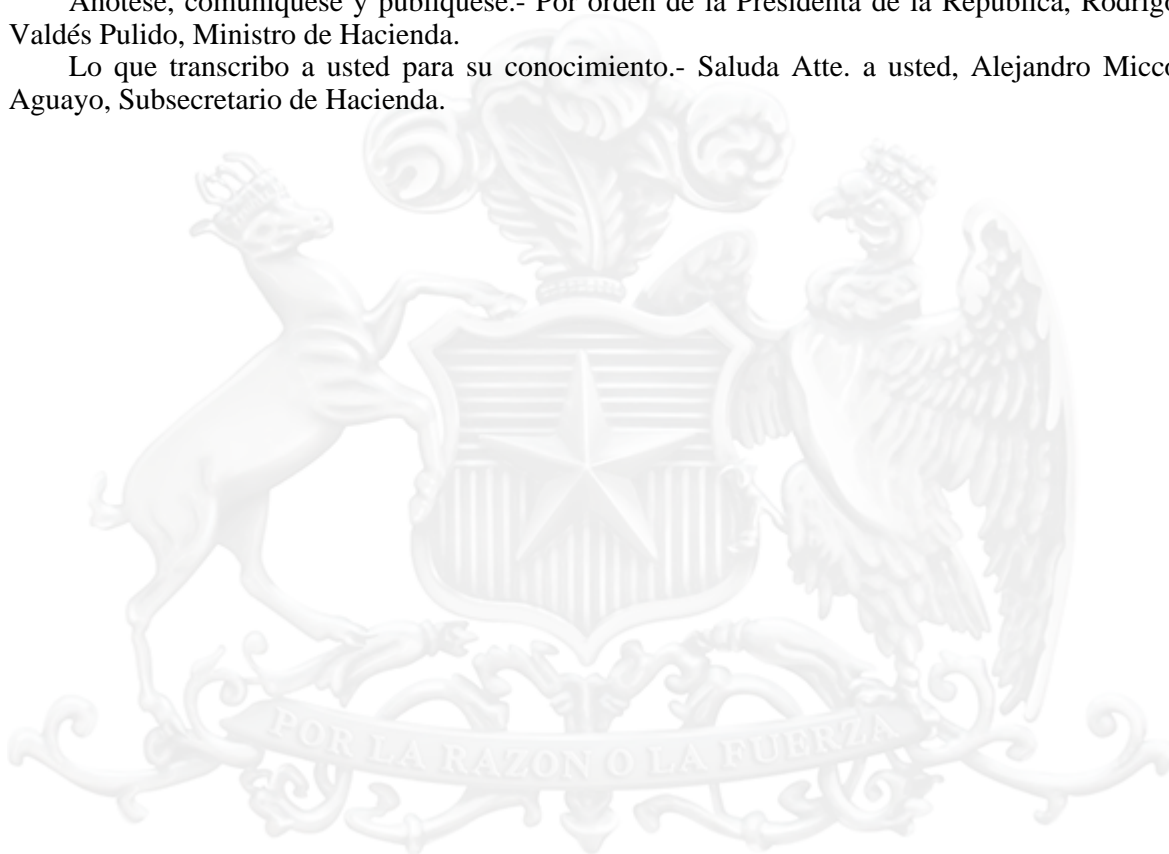 Anótese, comuníquese y publíquese.- Por orden de la Presidenta de la República, Rodrigo
Valdés Pulido, Ministro de Hacienda.
Lo que transcribo a usted para su conocimiento.- Saluda Atte. a usted, Alejandro Micco
Aguayo, Subsecretario de Hacienda.
POR LA RAZON O LA FUERZA